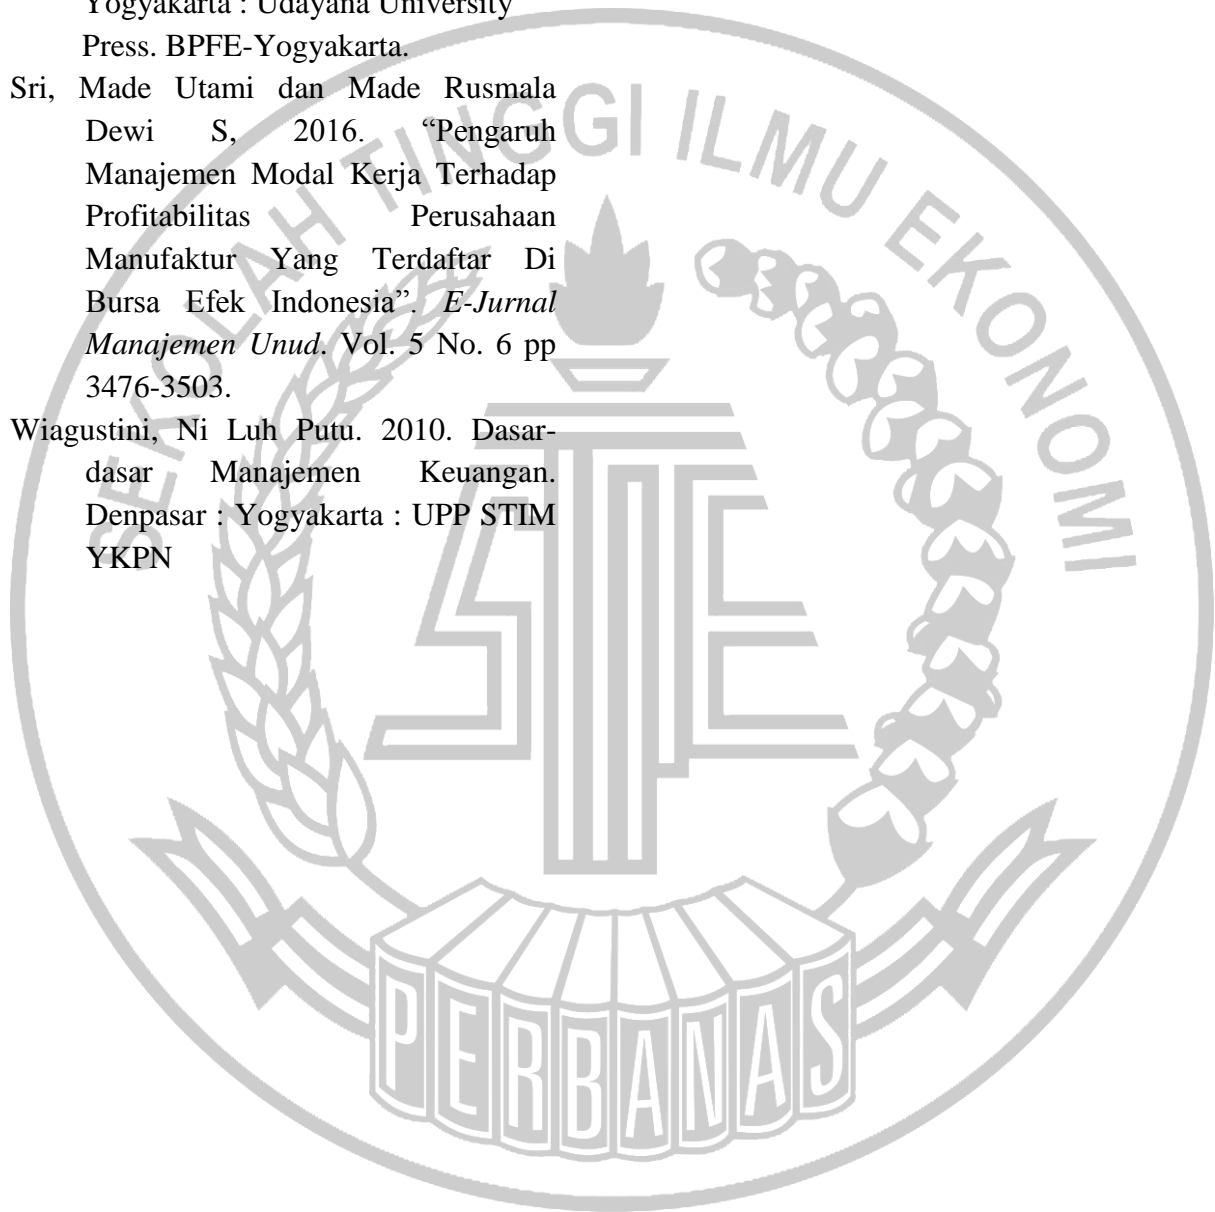 Yogyakarta : Udayana University
Press. BPFE-Yogyakarta.
Sri, Made Utami dan Made Rusmala
Dewi S, 2016. “Pengaruh
Manajemen Modal Kerja Terhadap
Profitabilitas Perusahaan
Manufaktur Yang Terdaftar Di
Bursa Efek Indonesia”. E-Jurnal
Manajemen Unud. Vol. 5 No. 6 pp
3476-3503.
Wiagustini, Ni Luh Putu. 2010. Dasar-
dasar Manajemen Keuangan.
Denpasar : Yogyakarta : UPP STIM
YKPN
SEKOLAH TINGGI ILMU EKONOMI
STIE
PERBANAS